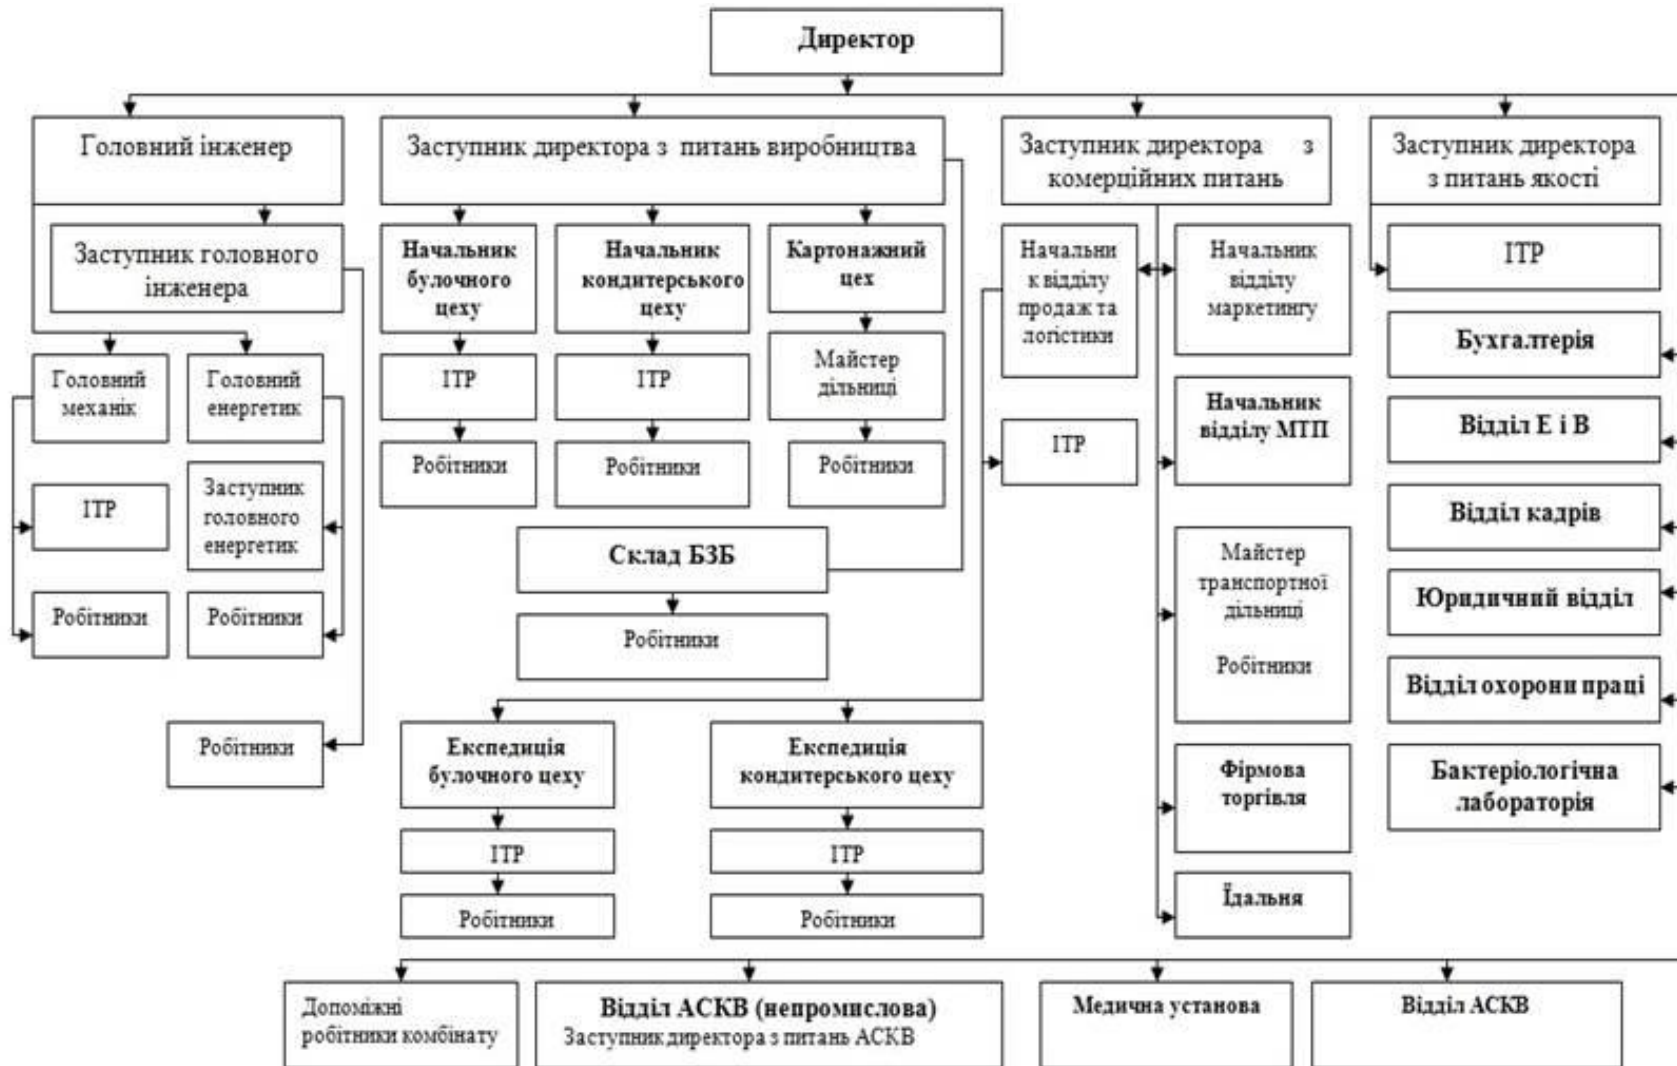 Директор
Головний інженер
Заступник директора з питань виробництва
Заступник директора з
комерційних питань
Заступник директора
з питань якості
Заступник головного
інженера
Начальник
булочного
цеху
Начальник
кондитерського
цеху
Картонажний
цех
Начальни
к відділу
продаж та
логістики
Начальник
відділу
маркетингу
ІТР
Головний
механік
Головний
енергетик
ІТР
ІТР
Майстер
дільниці
Бухгалтерія
Начальник
відділу МТП
Відділ Е і В
Робітники
Робітники
Робітники
ІТР
ІТР
Заступник
головного
енергетик
Відділ кадрів
Склад БЗБ
Майстер
транспортної
дільниці
Робітники
Юридичний відділ
Робітники
Робітники
Робітники
Відділ охорони праці
Робітники
Експедиція
булочного цеху
Експедиція
кондитерського цеху
Фірмова
торгівля
Бактеріологічна
лабораторія
ІТР
ІТР
Їдальня
Робітники
Робітники
Допоміжні
робітники комбінату
Відділ АСКВ (непромислова)
Заступник директора з питань АСКВ
Медична установа
Відділ АСКВ